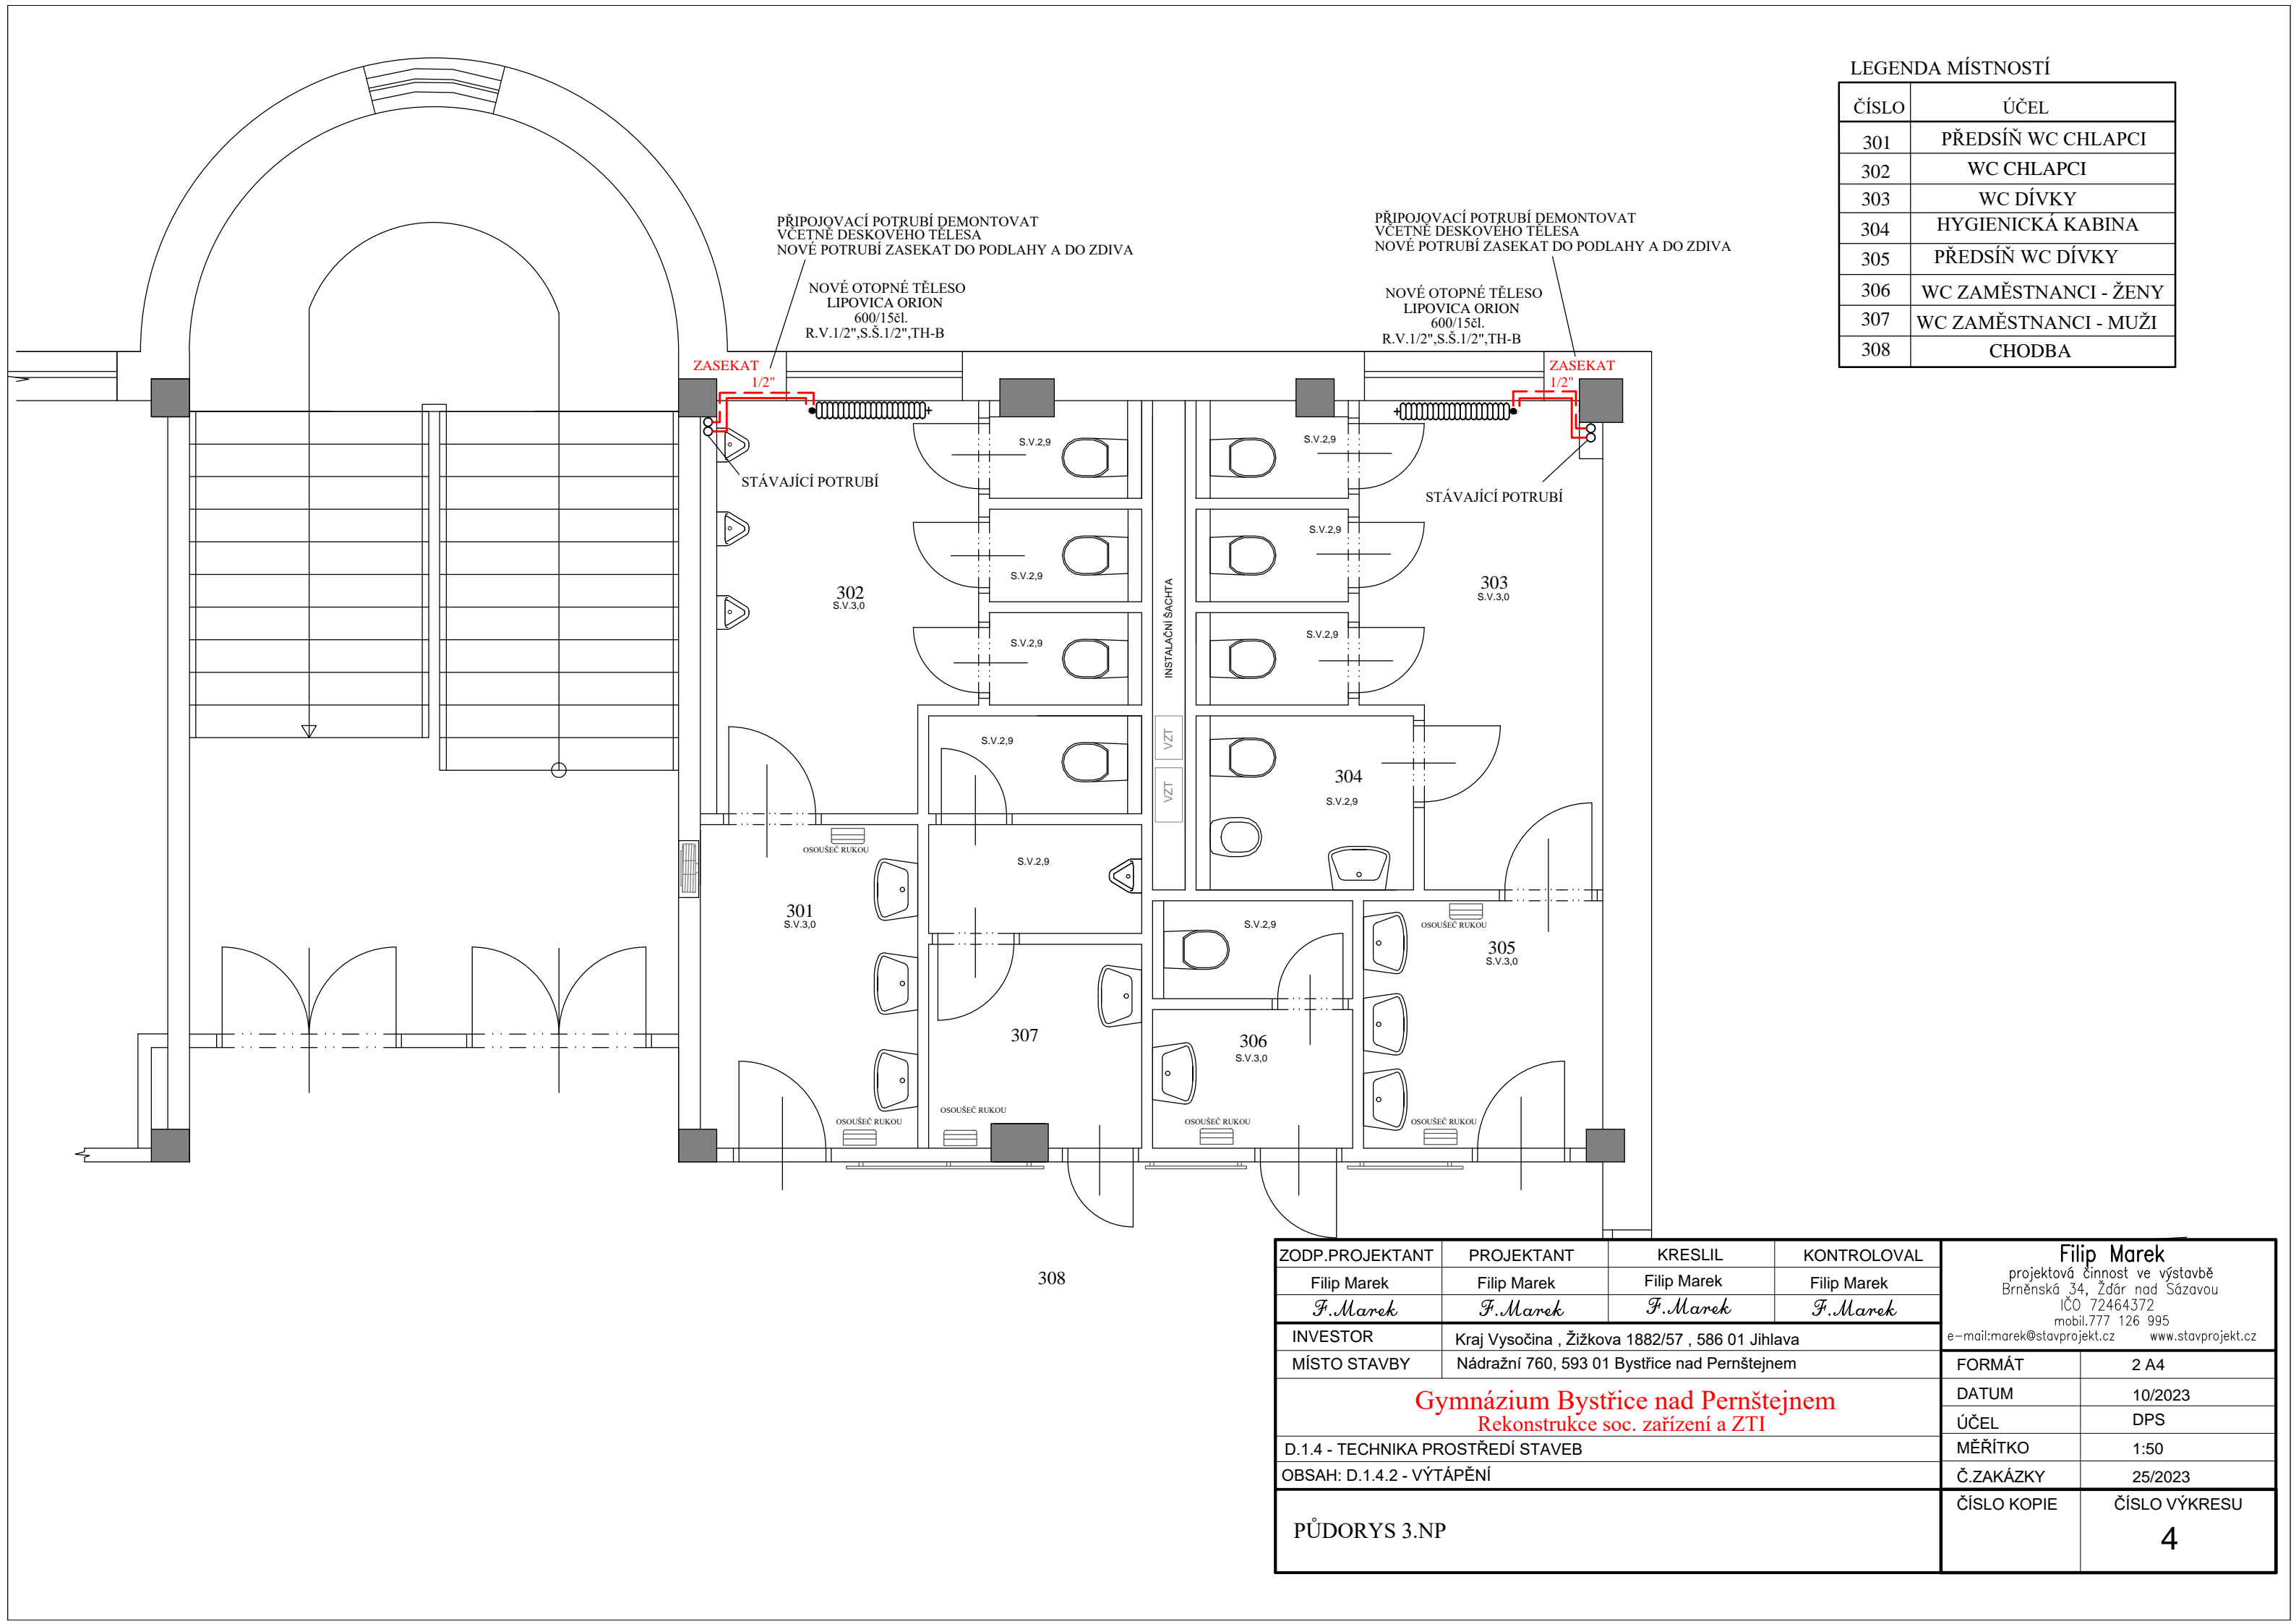 LEGENDA MÍSTNOSTÍ
ČÍSLO ÚČEL
301 PŘEDSÍŇ WC CHLAPCI
302 WC CHLAPCI
303 WC DÍVKY
304 HYGIENICKÁ KABINA
305 PŘEDSÍŇ WC DÍVKY
306 WC ZAMĚSTNANCI - ŽENY
307 WC ZAMĚSTNANCI - MUŽI
308 CHODBA
PŘIPOJOVACÍ POTRUBÍ DEMONTOVAT
VČETNĚ DESKOVÉHO TĚLESA
NOVÉ POTRUBÍ ZASEKAT DO PODLAHY A DO ZDIVA
NOVÉ OTOPNÉ TĚLESO
LIPOVICA ORION
600/15čl.
R.V.1/2",S.Š.1/2",TH-B
ZASEKAT
1/2"
STÁVAJÍCÍ POTRUBÍ
PŘIPOJOVACÍ POTRUBÍ DEMONTOVAT
VČETNĚ DESKOVÉHO TĚLESA
NOVÉ POTRUBÍ ZASEKAT DO PODLAHY A DO ZDIVA
NOVÉ OTOPNÉ TĚLESO
LIPOVICA ORION
600/15čl.
R.V.1/2",S.Š.1/2",TH-B
ZASEKAT
1/2"
STÁVAJÍCÍ POTRUBÍ
S.V.2,9
S.V.2,9
S.V.2,9
S.V.2,9
S.V.2,9
S.V.2,9
302
S.V.3,0
303
S.V.3,0
INSTALAČNÍ ŠACHTA
VZT
VZT
S.V.2,9
304
S.V.2,9
OSOUŠEČ RUKOU
S.V.2,9
301
S.V.3,0
S.V.2,9
OSOUŠEČ RUKOU
305
S.V.3,0
307
306
S.V.3,0
OSOUŠEČ RUKOU
OSOUŠEČ RUKOU
OSOUŠEČ RUKOU
OSOUŠEČ RUKOU
308
ZODP.PROJEKTANT PROJEKTANT KRESLIL KONTROLOVAL
Filip Marek Filip Marek Filip Marek Filip Marek
F.Marek F.Marek F.Marek F.Marek
INVESTOR Kraj Vysočina , Žižkova 1882/57 , 586 01 Jihlava
MÍSTO STAVBY Nádražní 760, 593 01 Bystřice nad Pernštejnem
Gymnázium Bystřice nad Pernštejnem
Rekonstrukce soc. zařízení a ZTI
D.1.4 - TECHNIKA PROSTŘEDÍ STAVEB
OBSAH: D.1.4.2 - VÝTÁPĚNÍ
PŮDORYS 3.NP
Filip Marek
projektová činnost ve výstavbě
Brněnská 34, Žďár nad Sázavou
IČO 72464372
mobil.777 126 995
e-mail:marek@stavprojekt.cz www.stavprojekt.cz
FORMÁT 2 A4
DATUM 10/2023
ÚČEL DPS
MĚŘÍTKO 1:50
Č.ZAKÁZKY 25/2023
ČÍSLO KOPIE ČÍSLO VÝKRESU
4